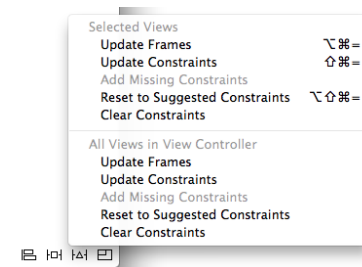 Selected Views
Update Frames ⌥⌘=
Update Constraints ⇧⌘=
Add Missing Constraints
Reset to Suggested Constraints ⌥⇧⌘=
Clear Constraints
All Views in View Controller
Update Frames
Update Constraints
Add Missing Constraints
Reset to Suggested Constraints
Clear Constraints